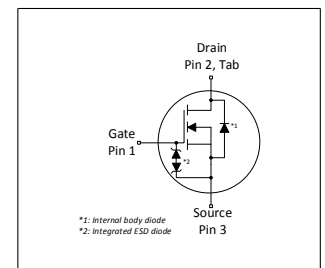 Drain
Pin 2, Tab
*1
Gate
Pin 1
*2
Source
Pin 3
*1: Internal body diode
*2: Integrated ESD diode